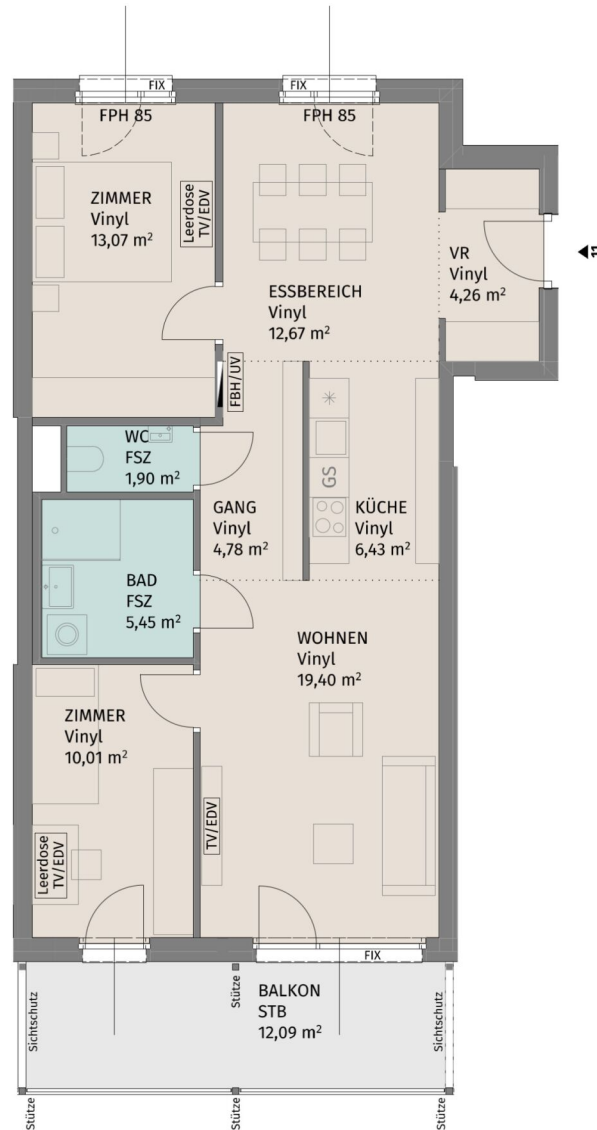 FIX
FIX
FPH 85
FPH 85
ZIMMER
Vinyl
13,07 m²
Leerdose
TV/EDV
ESSBEREICH
Vinyl
12,67 m²
VR
Vinyl
4,26 m²
11
FBH/UV
WC
FSZ
1,90 m²
GANG
Vinyl
4,78 m²
GS
KÜCHE
Vinyl
6,43 m²
BAD
FSZ
5,45 m²
WOHNEN
Vinyl
19,40 m²
ZIMMER
Vinyl
10,01 m²
Leerdose
TV/EDV
TV/EDV
FIX
Sichtschutz
Stütze
BALKON
STB
12,09 m²
Sichtschutz
Stütze
Stütze
Stütze